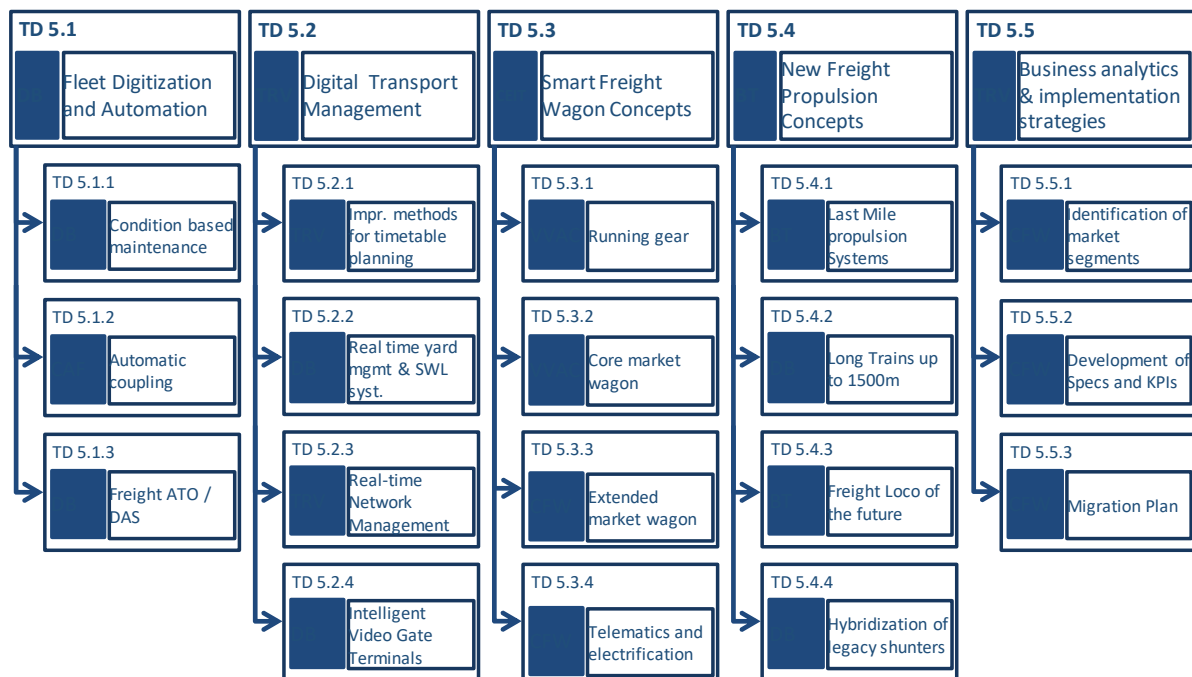 TD 5.1
Fleet Digitization
and Automation
TD 5.1.1
Condition based
maintenance
TD 5.1.2
Automatic
coupling
TD 5.1.3
Freight ATO /
DAS
TD 5.2
Digital Transport
Management
TD 5.2.1
Impr. methods
for timetable
planning
TD 5.2.2
Real time yard
mgmt & SWL
syst.
TD 5.2.3
Real-time
Network
Management
TD 5.2.4
Intelligent
Video Gate
Terminals
TD 5.3
Smart Freight
Wagon Concepts
TD 5.3.1
Running gear
TD 5.3.2
Core market
wagon
TD 5.3.3
Extended
market wagon
TD 5.3.4
Telematics and
electrification
TD 5.4
New Freight
Propulsion
Concepts
TD 5.4.1
Last Mile
propulsion
Systems
TD 5.4.2
Long Trains up
to 1500m
TD 5.4.3
Freight Loco of
the future
TD 5.4.4
Hybridization of
legacy shunters
TD 5.5
Business analytics
& implementation
strategies
TD 5.5.1
Identification of
market
segments
TD 5.5.2
Development of
Specs and KPIs
TD 5.5.3
Migration Plan